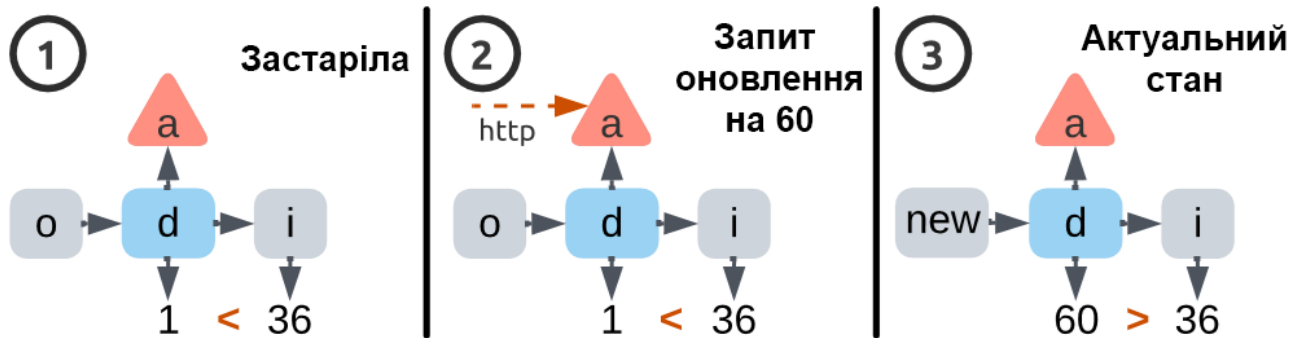 1
Застаріла
a
o d i
1 < 36
2
Запит
оновлення
на 60
http
a
o d i
1 < 36
3
Актуальний
стан
a
new d i
60 > 36